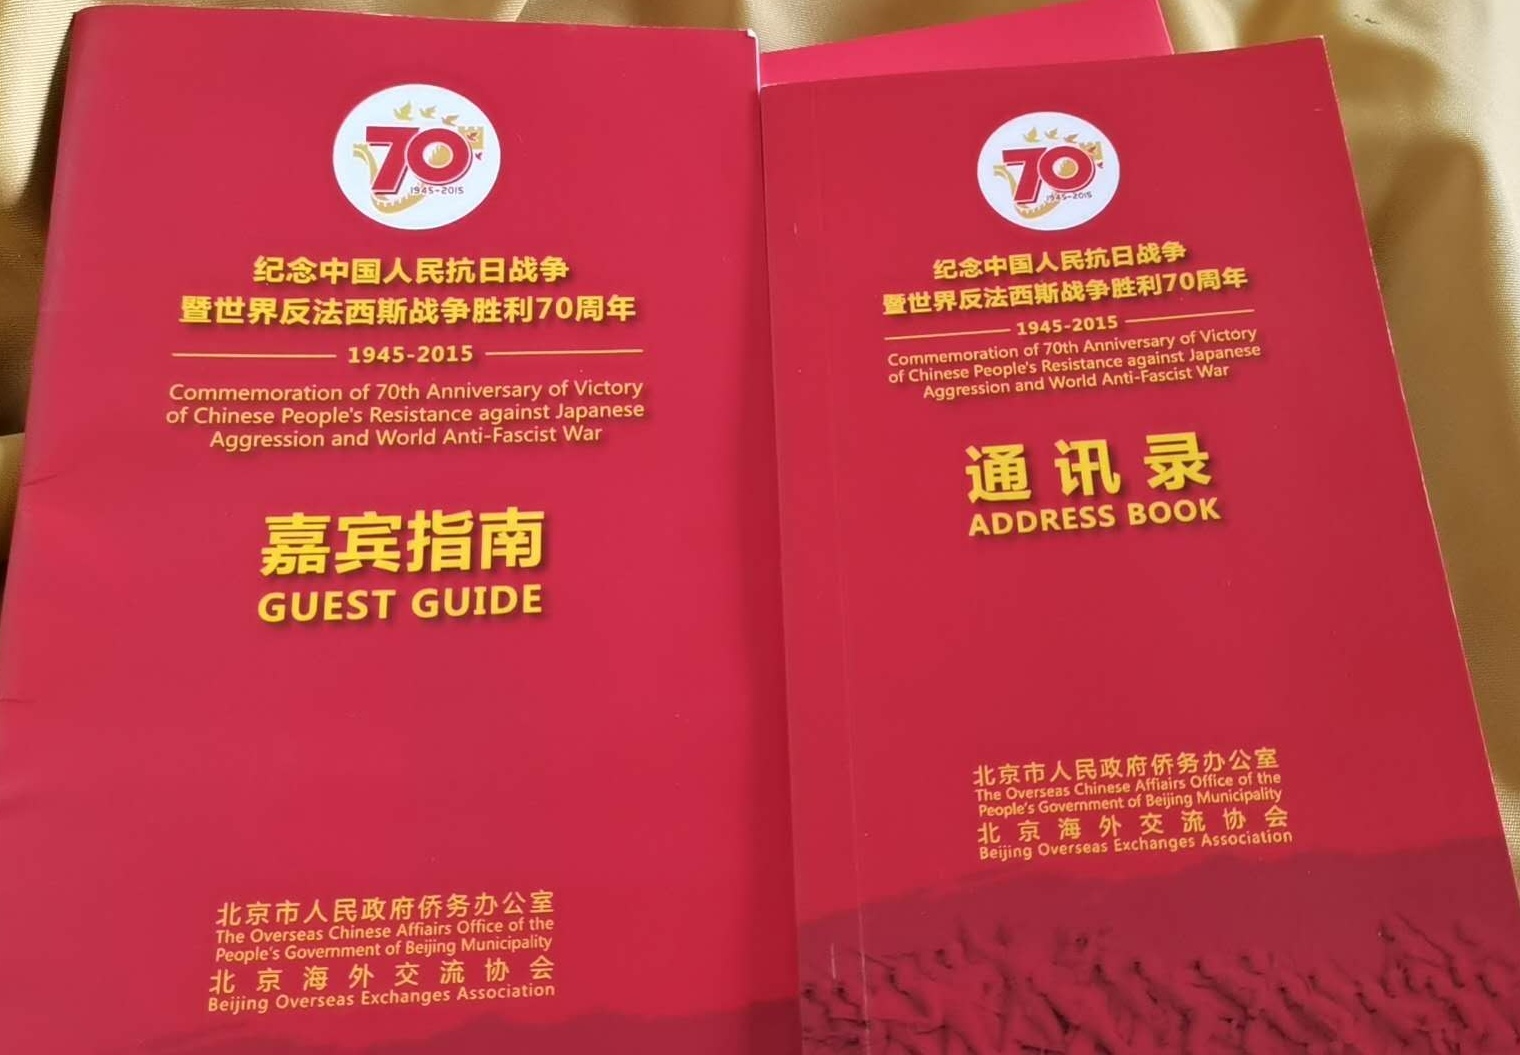 70
1945-2015
纪念中国人民抗日战争
暨世界反法西斯战争胜利70周年
1945-2015
Commemoration of 70th Anniversary of Victory
of Chinese People's Resistance against Japanese
Aggression and World Anti-Fascist War
嘉宾指南
GUEST GUIDE
北京市人民政府侨务办公室
The Overseas Chinese Affiairs Office of the
People's Government of Beijing Municipality
北京海外交流协会
Beijing Overseas Exchanges Association
70
1945-2015
纪念中国人民抗日战争
暨世界反法西斯战争胜利70周年
1945-2015
Commemoration of 70th Anniversary of Victory
of Chinese People's Resistance against Japanese
Aggression and World Anti-Fascist War
通讯录
ADDRESS BOOK
北京市人民政府侨务办公室
The Overseas Chinese Affiairs Office of the
People's Government of Beijing Municipality
北京海外交流协会
Beijing Overseas Exchanges Association